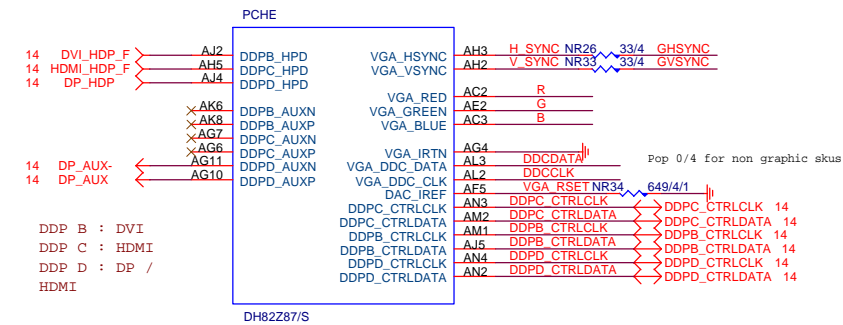 PCHE
14 DVI_HDP_F AJ2 DDPB_HPD VGA_HSYNC AH3 H_SYNC NR26 33/4 GHSYNC
14 HDMI_HDP_F AH5 DDPC_HPD VGA_VSYNC AH2 V_SYNC NR33 33/4 GVSYNC
14 DP_HDP AJ4 DDPD_HPD
VGA_RED AC2 R
AK6 DDPB_AUXN VGA_GREEN AE2 G
AK8 DDPB_AUXP VGA_BLUE AC3 B
AG7 DDPC_AUXN
AG6 DDPC_AUXP VGA_IRTN AG4
14 DP_AUX- AG11 DDPD_AUXN VGA_DDC_DATA AL3 DDCDATA Pop 0/4 for non graphic skus
14 DP_AUX AG10 DDPD_AUXP VGA_DDC_CLK AL2 DDCCLK
DAC_IREF AF5 VGA_RSET NR34 649/4/1
DDPC_CTRLCLK AN3 DDPC_CTRLCLK DDPC_CTRLCLK 14
DDPC_CTRLDATA AM2 DDPC_CTRLDATA DDPC_CTRLDATA 14
DDPB_CTRLCLK AM1 DDPB_CTRLCLK DDPB_CTRLCLK 14
DDPB_CTRLDATA AJ5 DDPB_CTRLDATA DDPB_CTRLDATA 14
DDPD_CTRLCLK AN4 DDPD_CTRLCLK DDPD_CTRLCLK 14
DDPD_CTRLDATA AN2 DDPD_CTRLDATA DDPD_CTRLDATA 14
DDP B : DVI
DDP C : HDMI
DDP D : DP /
HDMI
DH82Z87/S